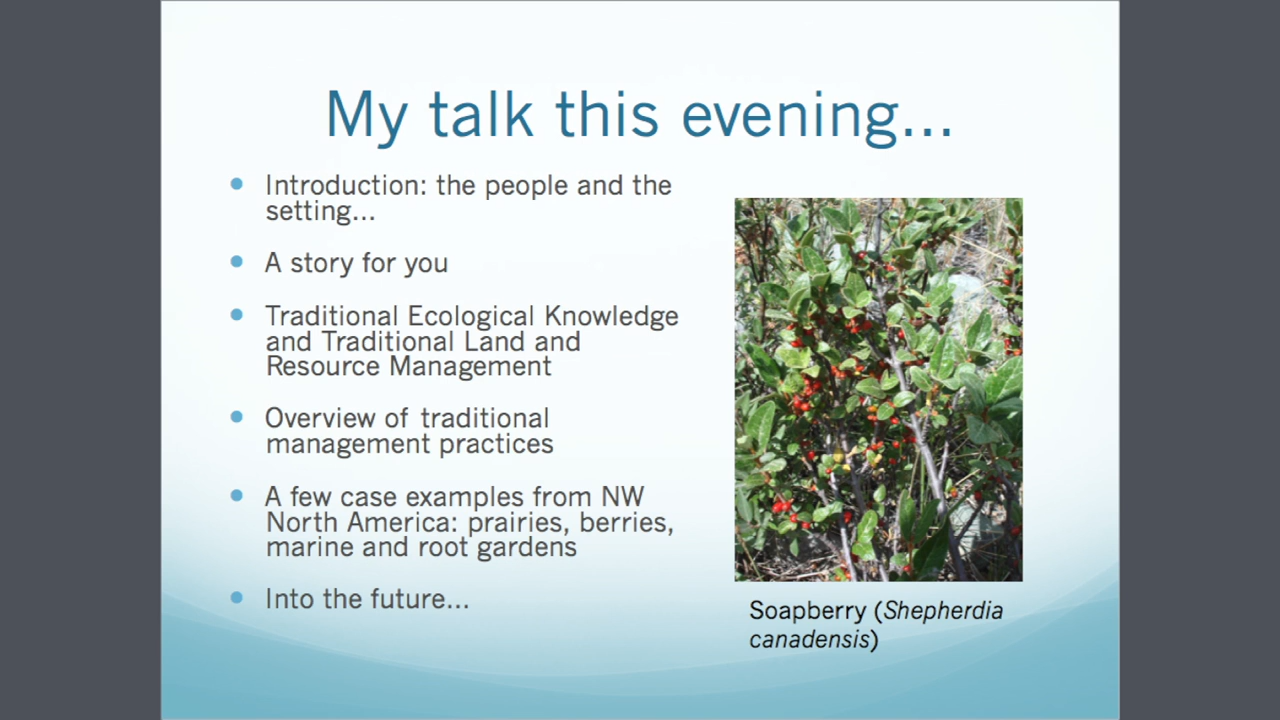 My talk this evening...
• Introduction: the people and the
setting...
• A story for you
• Traditional Ecological Knowledge
and Traditional Land and
Resource Management
• Overview of traditional
management practices
• A few case examples from NW
North America: prairies, berries,
marine and root gardens
• Into the future...
Soapberry (Shepherdia
canadensis)